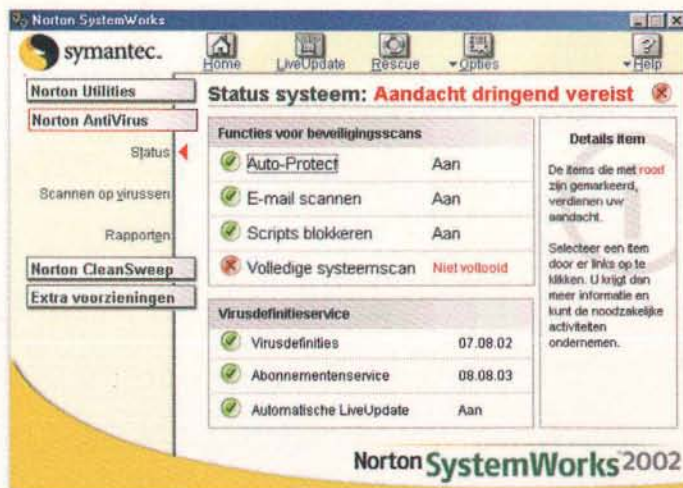 Norton SystemWorks
symantec.
Home LiveUpdate Rescue Opties Help
Norton Utilities
Norton AntiVirus
Status
Scannen op virussen
Rapporten
Norton CleanSweep
Extra voorzieningen
Status systeem: Aandacht dringend vereist
Functies voor beveiligingsscans
Auto-Protect Aan
E-mail scannen Aan
Scripts blokkeren Aan
Volledige systeemscan Niet voltooid
Virusdefinitieservice
Virusdefinities 07.08.02
Abonnementenservice 08.08.03
Automatische LiveUpdate Aan
Details item
De items die met rood
zijn gemarkeerd,
verdienen uw
aandacht.
Selecteer een item
door er links op te
klikken. U krijgt dan
meer informatie en
kunt de noodzakelijke
activiteiten
ondernemen.
Norton SystemWorks 2002